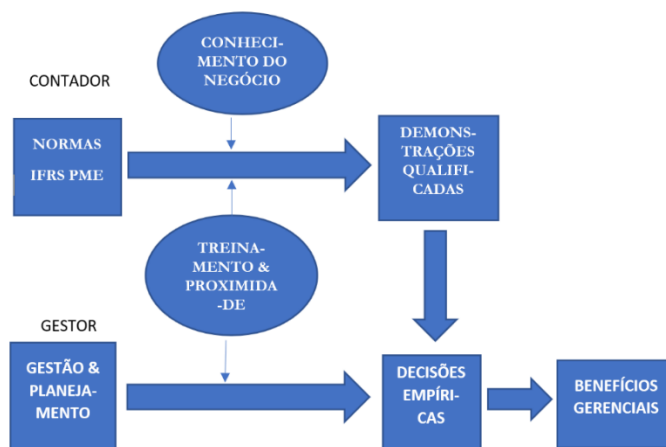 CONHECI-
MENTO DO
NEGÓCIO
CONTADOR
NORMAS
IFRS PME
DEMONS-
TRAÇÕES
QUALIFI-
CADAS
TREINA-
MENTO &
PROXIMIDA
-DE
GESTOR
GESTÃO &
PLANEJA-
MENTO
DECISÕES
EMPÍRI-
CAS
BENEFÍCIOS
GERENCIAIS